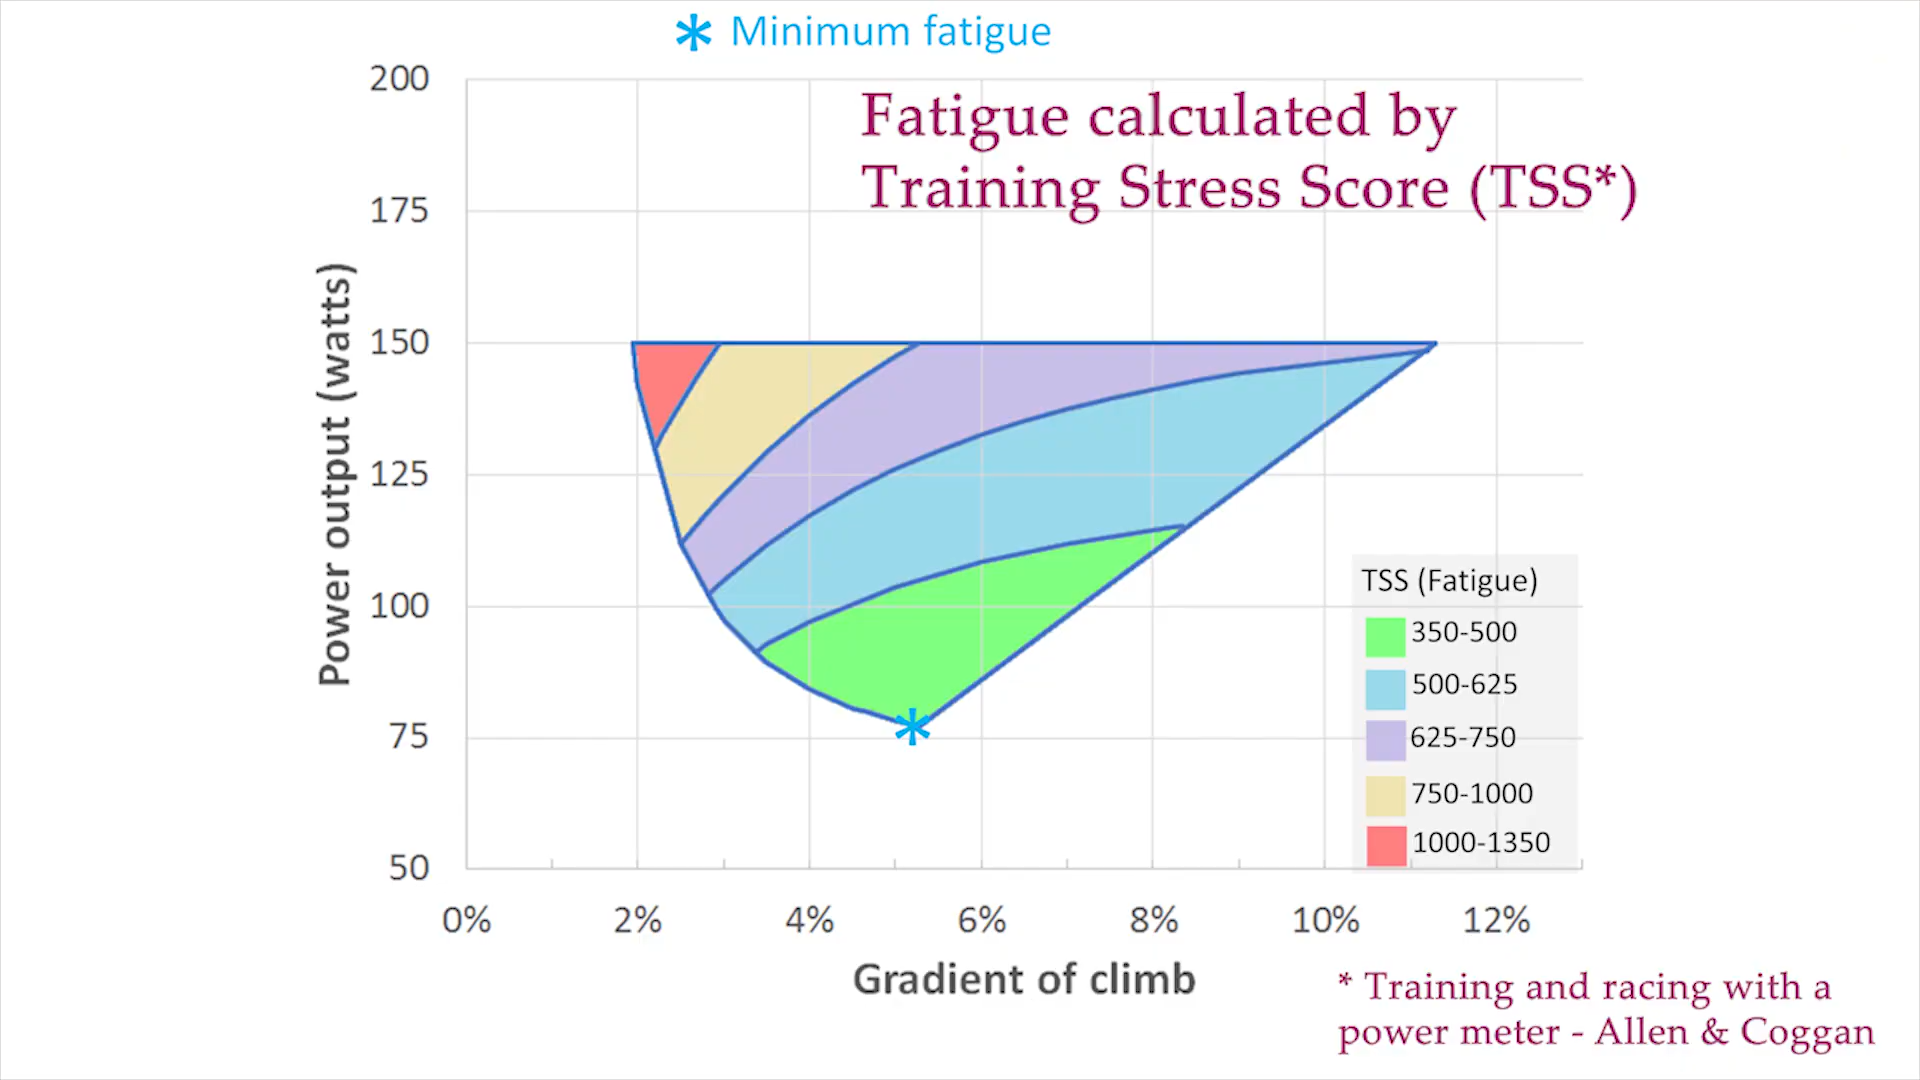 * Minimum fatigue
Fatigue calculated by
Training Stress Score (TSS*)
200
175
150
125
100
75
50
Power output (watts)
0%
2%
4%
6%
8%
10%
12%
Gradient of climb
TSS (Fatigue)
350-500
500-625
625-750
750-1000
1000-1350
* Training and racing with a
power meter - Allen & Coggan